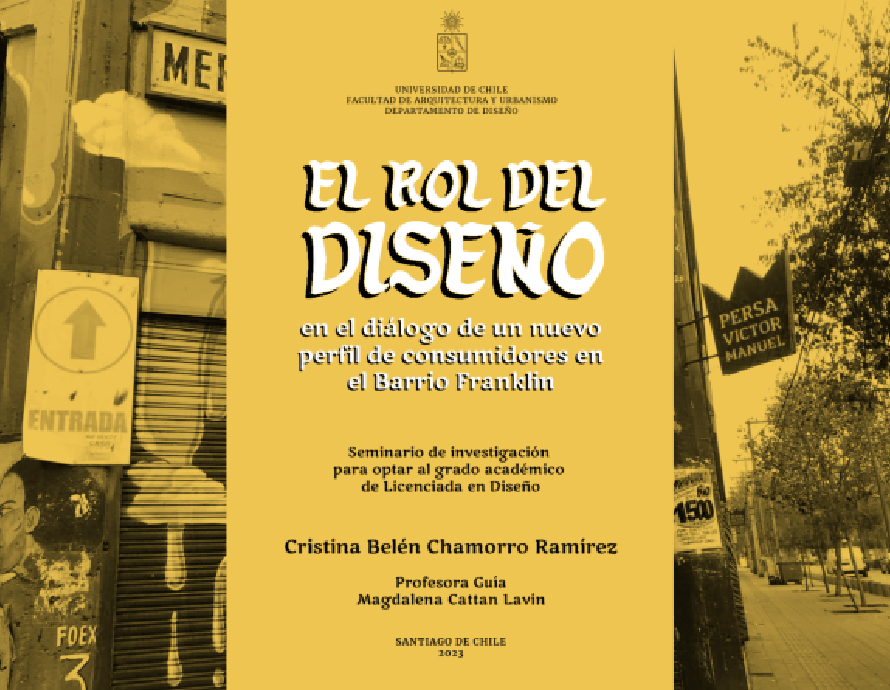 MER
UNIVERSIDAD DE CHILE
FACULTAD DE ARQUITECTURA Y URBANISMO
DEPARTAMENTO DE DISEÑO
EL ROL DEL
DISEÑO
en el diálogo de un nuevo
perfil de consumidores en
el Barrio Franklin
Seminario de investigación
para optar al grado académico
de Licenciada en Diseño
Cristina Belén Chamorro Ramírez
Profesora Guía
Magdalena Cattan Lavin
SANTIAGO DE CHILE
2023
ENTRADA
FOEX
3
PERSA
VICTOR
MANUEL
1500